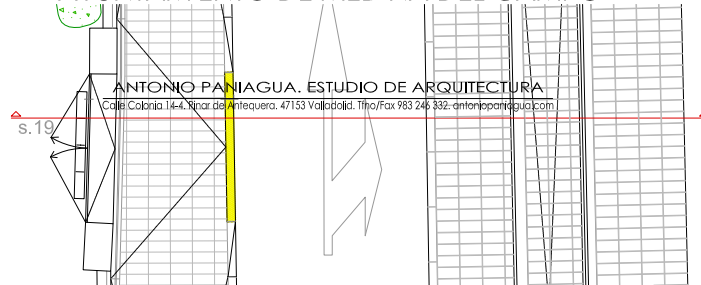 ANTONIO PANIAGUA. ESTUDIO DE ARQUITECTURA
Calle Colonia 14-4. Pinar de Antequera. 47153 Valladolid. Tfno/Fax 983 246 332. antoniopaniagua.com
s.19